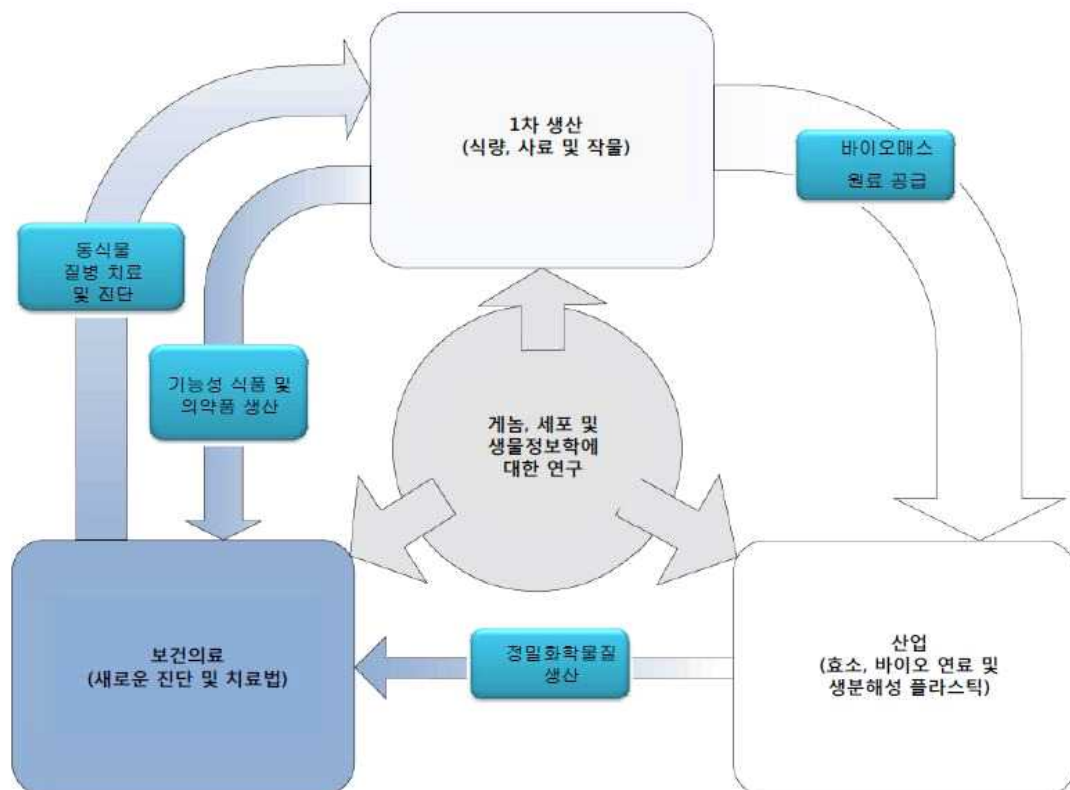 1차 생산
(식량, 사료 및 작물)
바이오매스
원료 공급
동식물
질병 치료
및 진단
기능성 식품 및
의약품 생산
게놈, 세포 및
생물정보학에
대한 연구
보건의료
(새로운 진단 및 치료법)
정밀화학물질
생산
산업
(효소, 바이오 연료 및
생분해성 플라스틱)